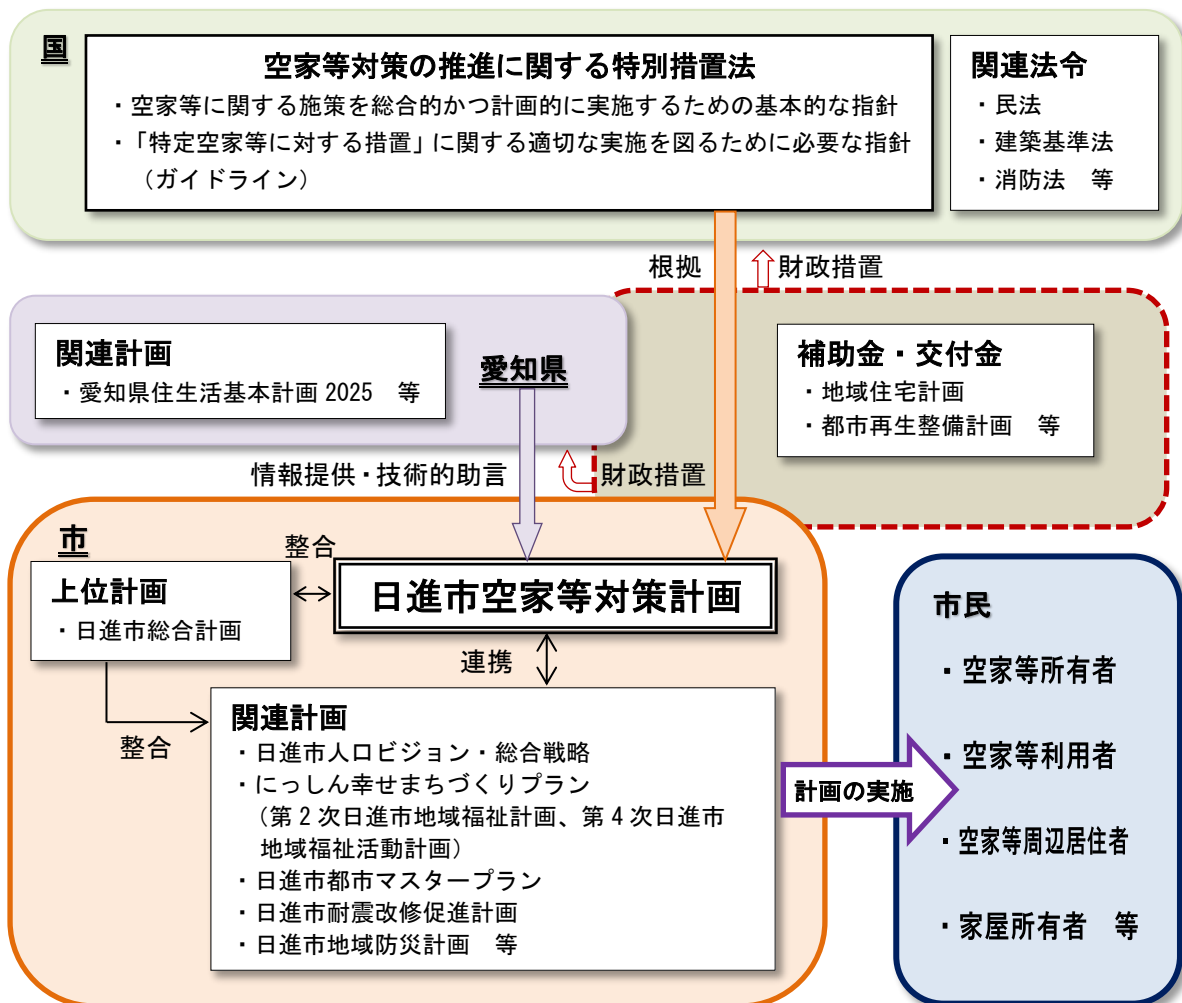 国
空家等対策の推進に関する特別措置法
・空家等に関する施策を総合的かつ計画的に実施するための基本的な指針
・「特定空家等に対する措置」に関する適切な実施を図るために必要な指針
（ガイドライン）
関連法令
・民法
・建築基準法
・消防法　等
根拠
財政措置
関連計画
・愛知県住生活基本計画 2025　等
愛知県
補助金・交付金
・地域住宅計画
・都市再生整備計画　等
情報提供・技術的助言
財政措置
市
整合
上位計画
・日進市総合計画
日進市空家等対策計画
連携
整合
関連計画
・日進市人口ビジョン・総合戦略
・にっしん幸せまちづくりプラン
（第 2 次日進市地域福祉計画、第 4 次日進市
地域福祉活動計画）
・日進市都市マスタープラン
・日進市耐震改修促進計画
・日進市地域防災計画　等
計画の実施
市民
・空家等所有者
・空家等利用者
・空家等周辺居住者
・家屋所有者　等